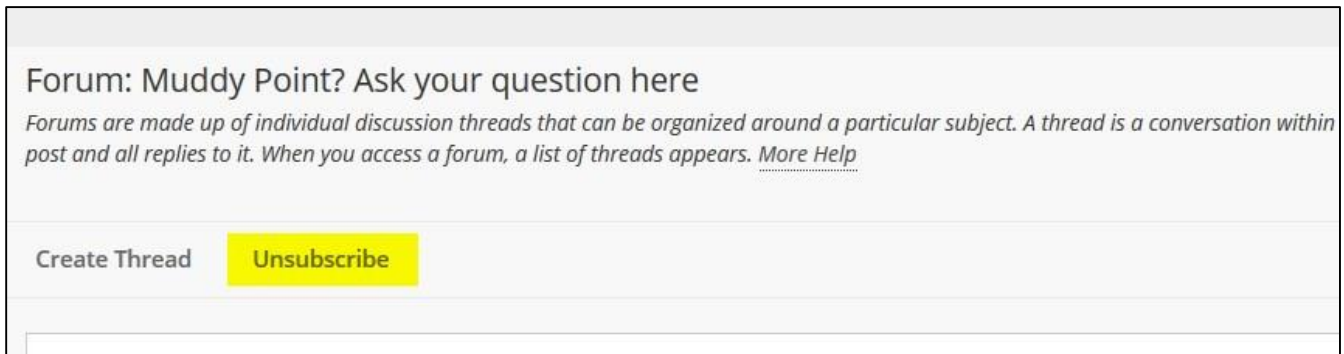 Forum: Muddy Point? Ask your question here
Forums are made up of individual discussion threads that can be organized around a particular subject. A thread is a conversation within
post and all replies to it. When you access a forum, a list of threads appears. More Help
Create Thread Unsubscribe